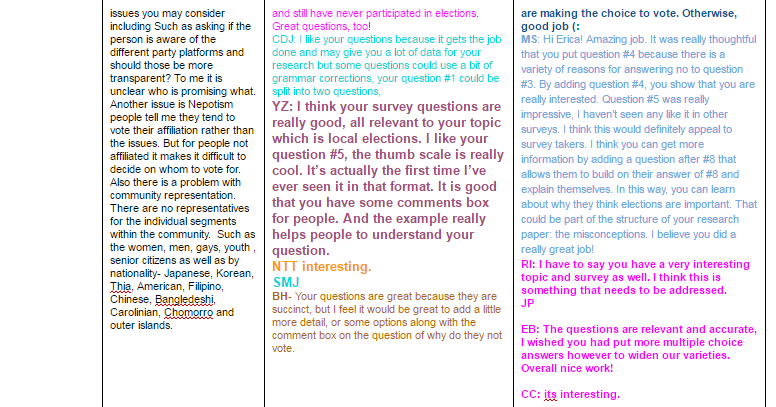 issues you may consider
including Such as asking if the
person is aware of the
different party platforms and
should those be more
transparent? To me it is
unclear who is promising what.
Another issue is Nepotism
people tell me they tend to
vote their affiliation rather than
the issues. But for people not
affiliated it makes it difficult to
decide on whom to vote for.
Also there is a problem with
community representation.
There are no representatives
for the individual segments
within the community.  Such as
the women, men, gays, youth ,
senior citizens as well as by
nationality- Japanese, Korean,
Thia, American, Filipino,
Chinese, Bangledeshi,
Carolinian, Chomorro and
outer islands.
and still have never participated in elections.
Great questions, too!
CDJ: I like your questions because it gets the job
done and may give you a lot of data for your
research but some questions could use a bit of
grammar corrections, your question #1 could be
split into two questions,
YZ: I think your survey questions are
really good, all relevant to your topic
which is local elections. I like your
question #5, the thumb scale is really
cool. It’s actually the first time I’ve
ever seen it in that format. It is good
that you have some comments box
for people. And the example really
helps people to understand your
question.
NTT interesting.
SMJ
BH- Your questions are great because they are
succinct, but I feel it would be great to add a little
more detail, or some options along with the
comment box on the question of why do they not
vote.
are making the choice to vote. Otherwise,
good job (:
MS: Hi Erica! Amazing job. It was really thoughtful
that you put question #4 because there is a
variety of reasons for answering no to question
#3. By adding question #4, you show that you are
really interested. Question #5 was really
impressive, I haven't seen any like it in other
surveys. I think this would definitely appeal to
survey takers. I think you can get more
information by adding a question after #8 that
allows them to build on their answer of #8 and
explain themselves. In this way, you can learn
about why they think elections are important. That
could be part of the structure of your research
paper: the misconceptions. I believe you did a
really great job!
RI: I have to say you have a very interesting
topic and survey as well. I think this is
something that needs to be addressed.
JP
EB: The questions are relevant and accurate,
I wished you had put more multiple choice
answers however to widen our varieties.
Overall nice work!
CC: its interesting.